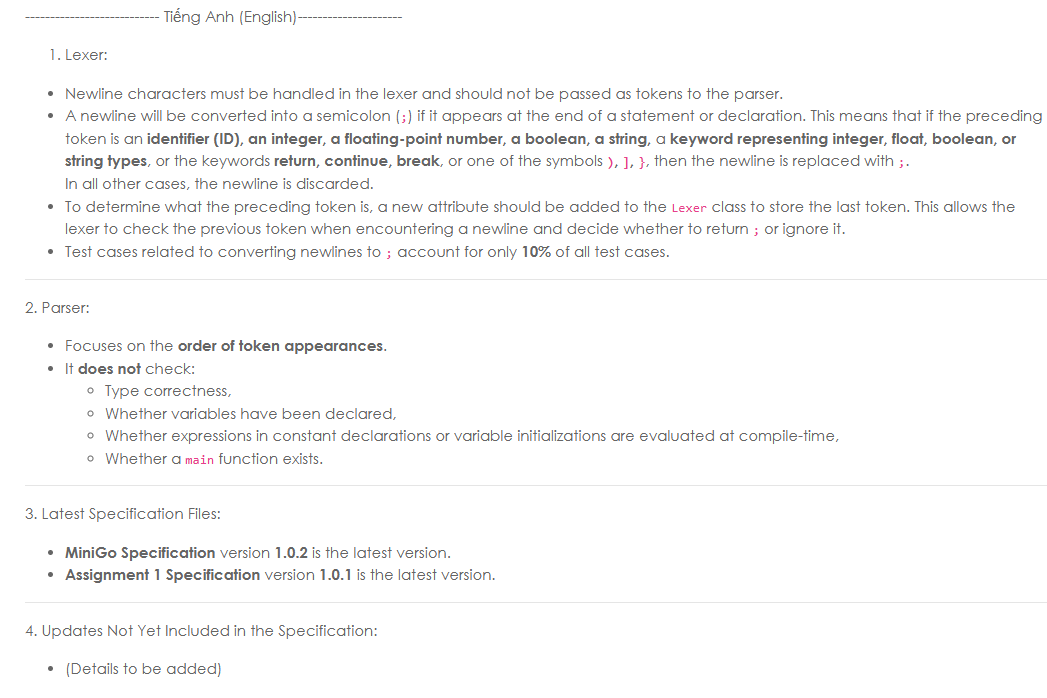 --------------------------- Tiếng Anh (English)---------------------
1. Lexer:
• Newline characters must be handled in the lexer and should not be passed as tokens to the parser.
• A newline will be converted into a semicolon (;) if it appears at the end of a statement or declaration. This means that if the preceding
token is an identifier (ID), an integer, a floating-point number, a boolean, a string, a keyword representing integer, float, boolean, or
string types, or the keywords return, continue, break, or one of the symbols ), ], }, then the newline is replaced with ;.
In all other cases, the newline is discarded.
• To determine what the preceding token is, a new attribute should be added to the Lexer class to store the last token. This allows the
lexer to check the previous token when encountering a newline and decide whether to return ; or ignore it.
• Test cases related to converting newlines to ; account for only 10% of all test cases.
2. Parser:
• Focuses on the order of token appearances.
• It does not check:
◦ Type correctness,
◦ Whether variables have been declared,
◦ Whether expressions in constant declarations or variable initializations are evaluated at compile-time,
◦ Whether a main function exists.
3. Latest Specification Files:
• MiniGo Specification version 1.0.2 is the latest version.
• Assignment 1 Specification version 1.0.1 is the latest version.
4. Updates Not Yet Included in the Specification:
• (Details to be added)